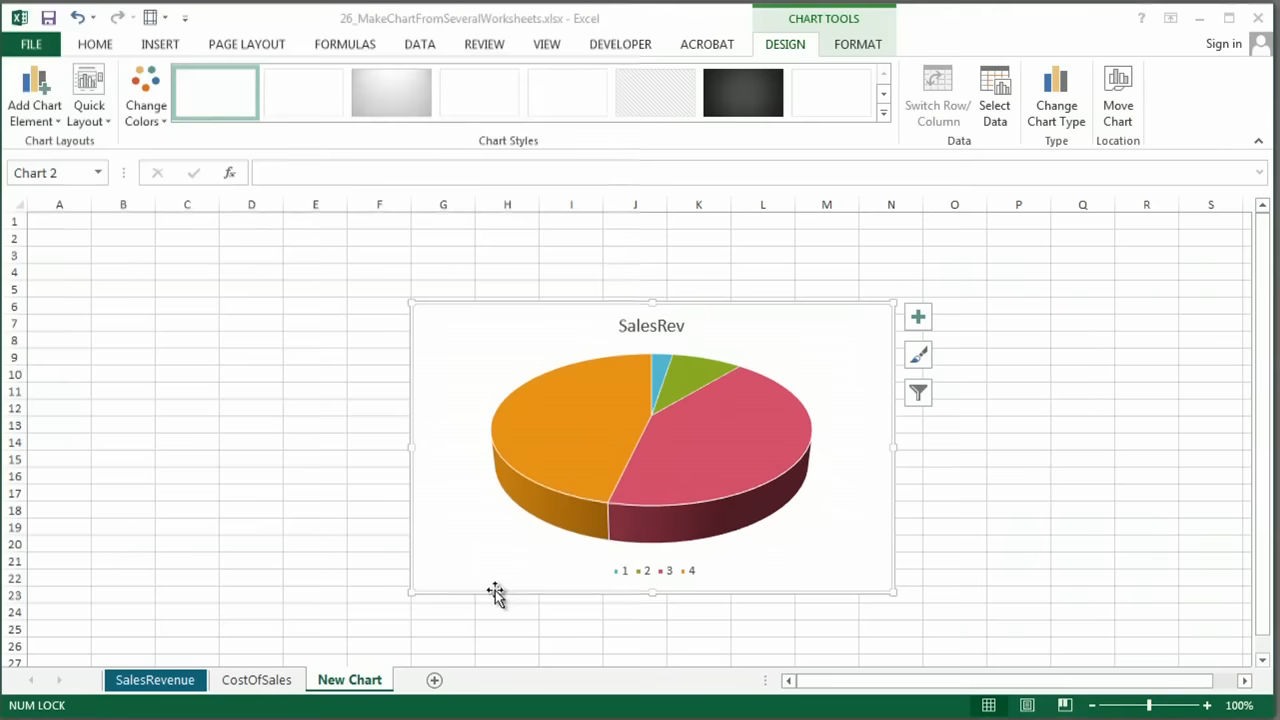 26_MakeChartFromSeveralWorksheets.xlsx - Excel
CHART TOOLS
?
FILE HOME INSERT PAGE LAYOUT FORMULAS DATA REVIEW VIEW DEVELOPER ACROBAT DESIGN FORMAT Sign in
Add Chart Element
Quick Layout
Change Colors
Switch Row/ Column
Select Data
Change Chart Type
Move Chart
Chart Layouts Chart Styles Data Type Location
Chart 2 fx
A B C D E F G H I J K L M N O P Q R S
1
2
3
4
5
6
7
8
9
10
11
12
13
14
15
16
17
18
19
20
21
22
23
24
25
26
27
SalesRev
1 2 3 4
SalesRevenue CostOfSales New Chart
NUM LOCK 100%